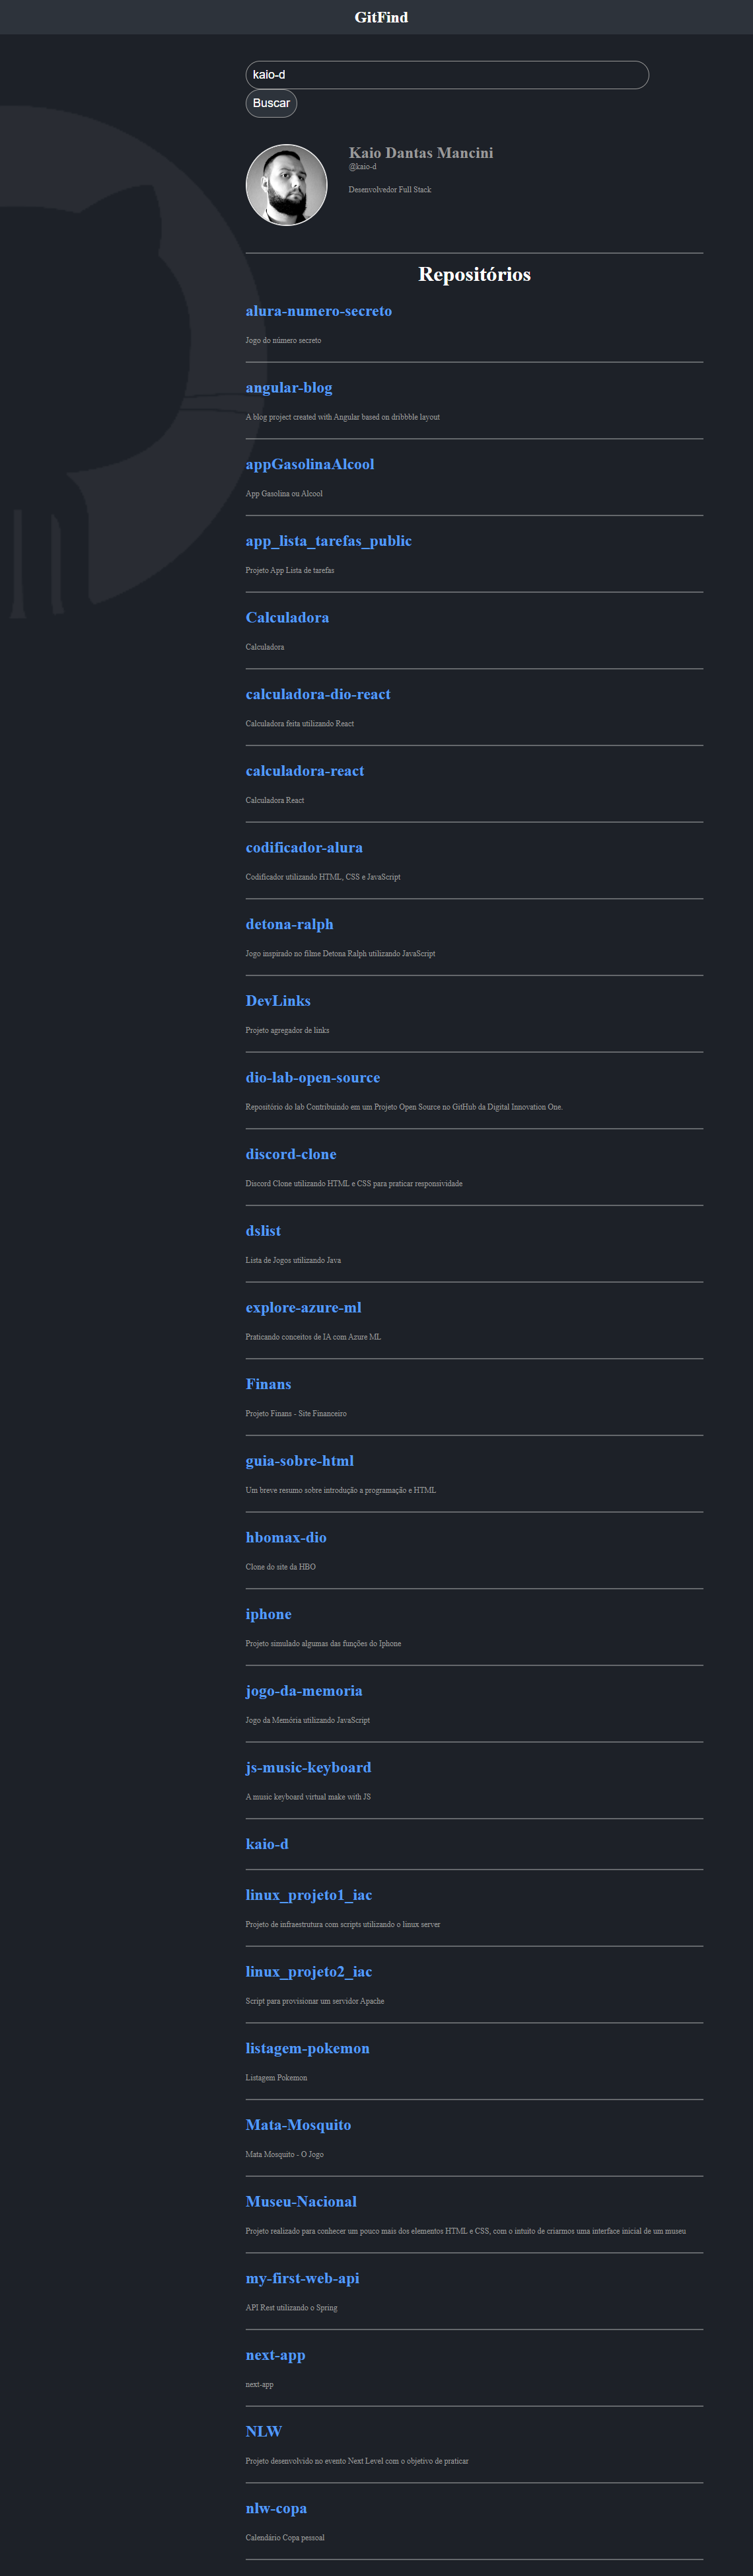 GitFind
kaio-d
Buscar
Kaio Dantas Mancini
@kaio-d
Desenvolvedor Full Stack
Repositórios
alura-numero-secreto
Jogo do número secreto
angular-blog
A blog project created with Angular based on dribbble layout
appGasolinaAlcool
App Gasolina ou Alcool
app_lista_tarefas_public
Projeto App Lista de tarefas
Calculadora
Calculadora
calculadora-dio-react
Calculadora feita utilizando React
calculadora-react
Calculadora React
codificador-alura
Codificador utilizando HTML, CSS e JavaScript
detona-ralph
Jogo inspirado no filme Detona Ralph utilizando JavaScript
DevLinks
Projeto agregador de links
dio-lab-open-source
Repositório do lab Contribuindo em um Projeto Open Source no GitHub da Digital Innovation One.
discord-clone
Discord Clone utilizando HTML e CSS para praticar responsividade
dslist
Lista de Jogos utilizando Java
explore-azure-ml
Praticando conceitos de IA com Azure ML
Finans
Projeto Finans - Site Financeiro
guia-sobre-html
Um breve resumo sobre introdução a programação e HTML
hbomax-dio
Clone do site da HBO
iphone
Projeto simulado algumas das funções do Iphone
jogo-da-memoria
Jogo da Memória utilizando JavaScript
js-music-keyboard
A music keyboard virtual make with JS
kaio-d
linux_projeto1_iac
Projeto de infraestrutura com scripts utilizando o linux server
linux_projeto2_iac
Script para provisionar um servidor Apache
listagem-pokemon
Listagem Pokemon
Mata-Mosquito
Mata Mosquito - O Jogo
Museu-Nacional
Projeto realizado para conhecer um pouco mais dos elementos HTML e CSS, com o intuito de criarmos uma interface inicial de um museu
my-first-web-api
API Rest utilizando o Spring
next-app
next-app
NLW
Projeto desenvolvido no evento Next Level com o objetivo de praticar
nlw-copa
Calendário Copa pessoal